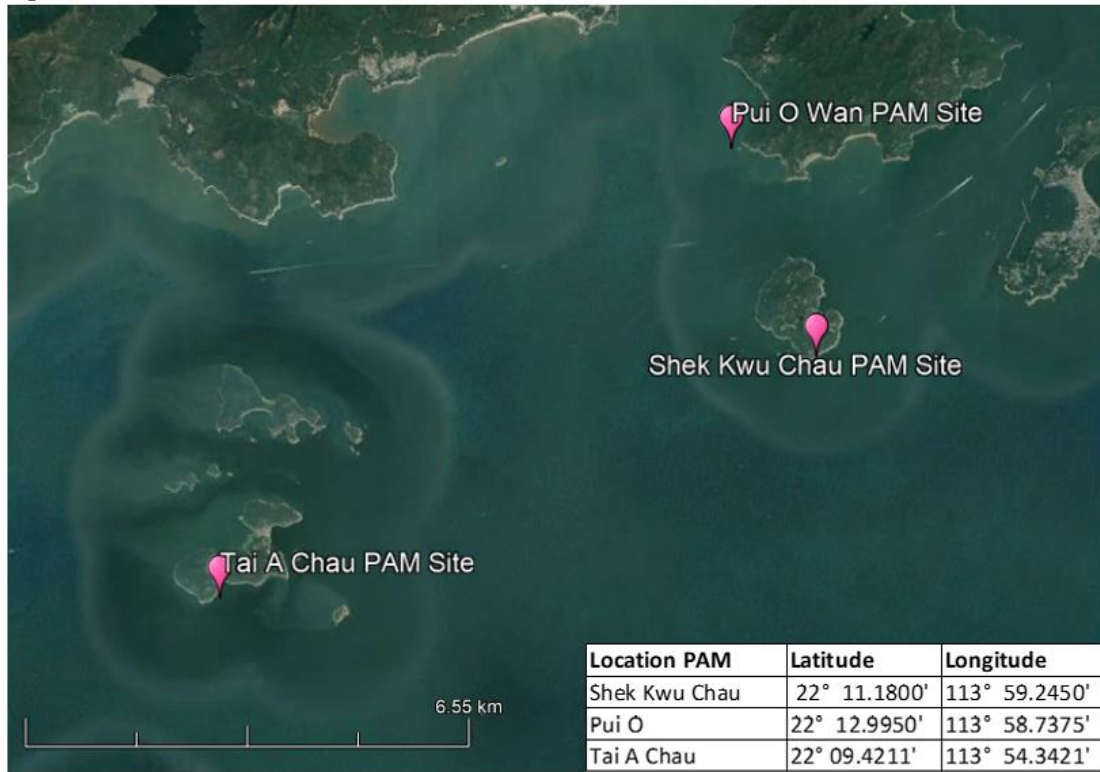 Pui O Wan PAM Site
Shek Kwu Chau PAM Site
Tai A Chau PAM Site
6.55 km
Location PAM Latitude Longitude
Shek Kwu Chau 22° 11.1800' 113° 59.2450'
Pui O 22° 12.9950' 113° 58.7375'
Tai A Chau 22° 09.4211' 113° 54.3421'